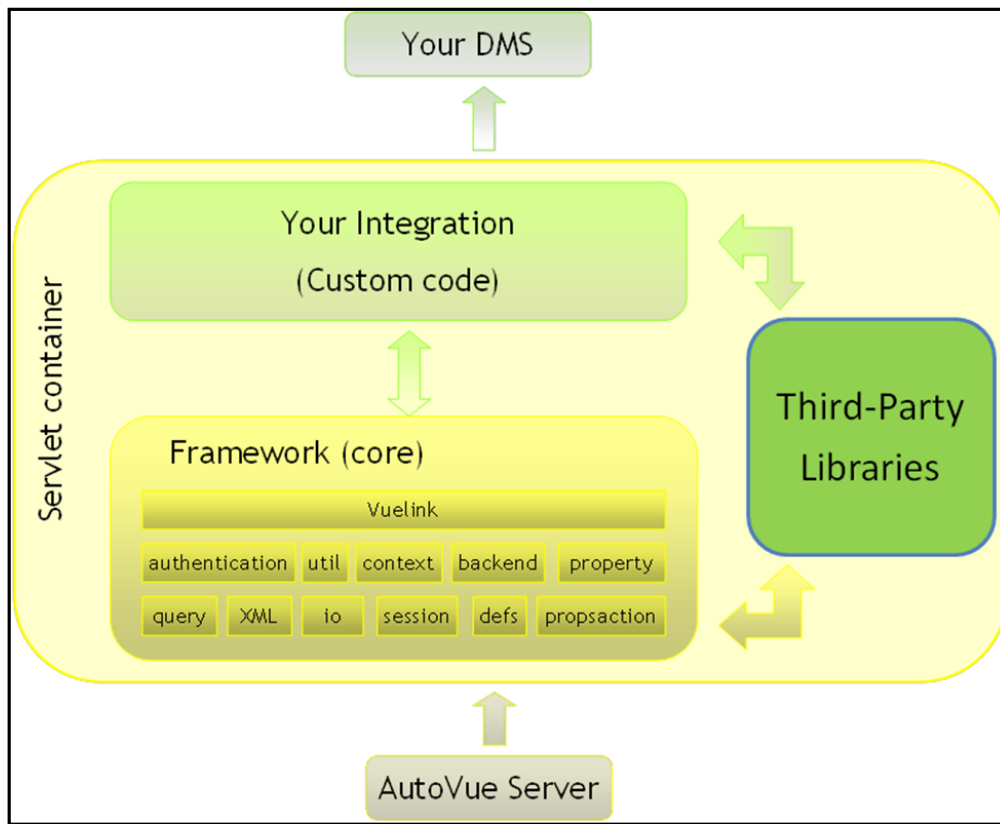 Your DMS
Servlet container
Your Integration
(Custom code)
Third-Party
Libraries
Framework (core)
Vuelink
authentication util context backend property
query XML io session defs propsaction
AutoVue Server